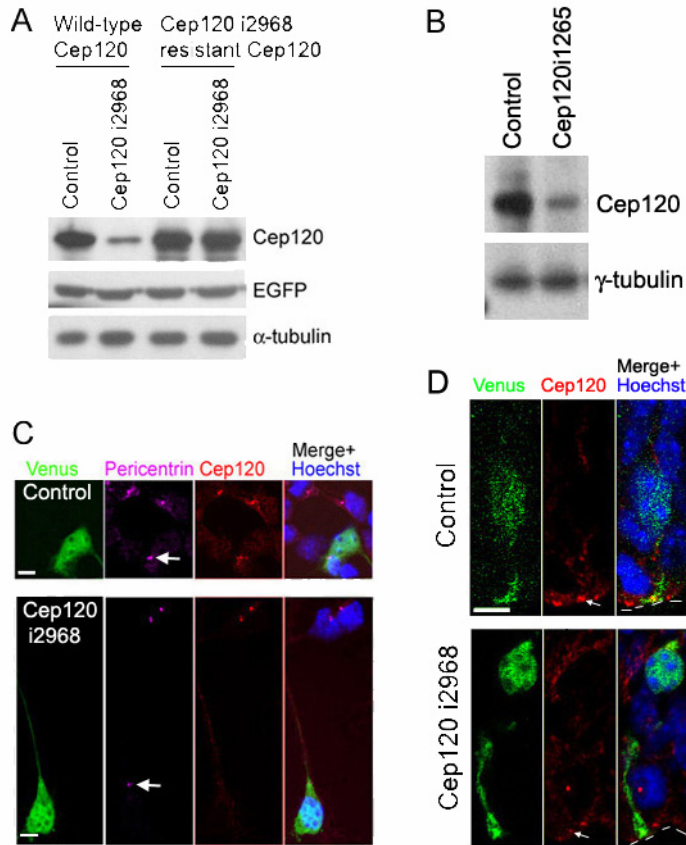 A
Wild-type
Cep120
Cep120 i2968
resistant Cep120
Control
Cep120 i2968
Control
Cep120 i2968
Cep120
EGFP
α-tubulin
B
Control
Cep120i1265
Cep120
γ-tubulin
C
Venus
Pericentrin
Cep120
Merge+
Hoechst
Control
Cep120
i2968
D
Venus
Cep120
Merge+
Hoechst
Control
Cep120 i2968